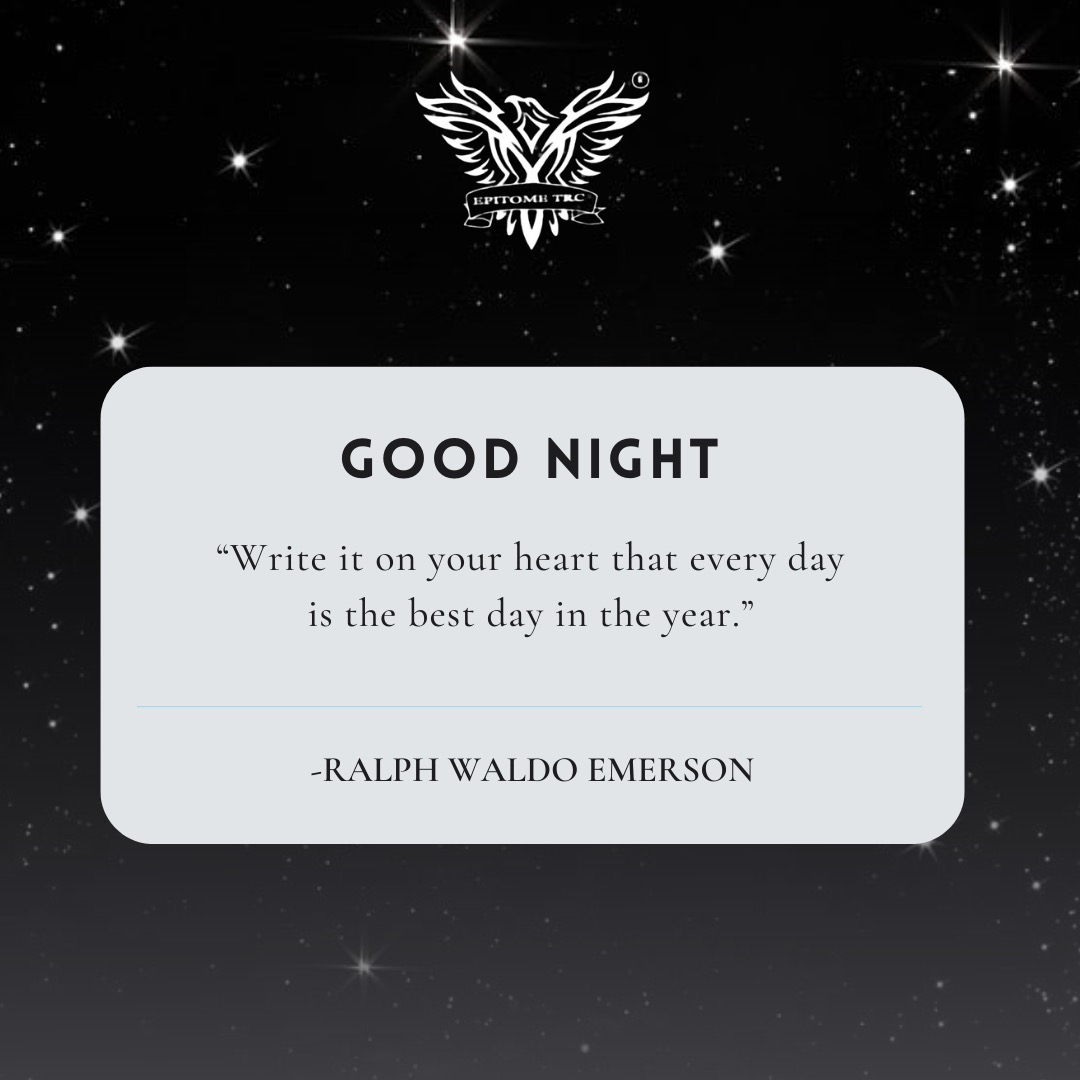 EPITOME TRC
GOOD NIGHT
“Write it on your heart that every day
is the best day in the year.”
-RALPH WALDO EMERSON